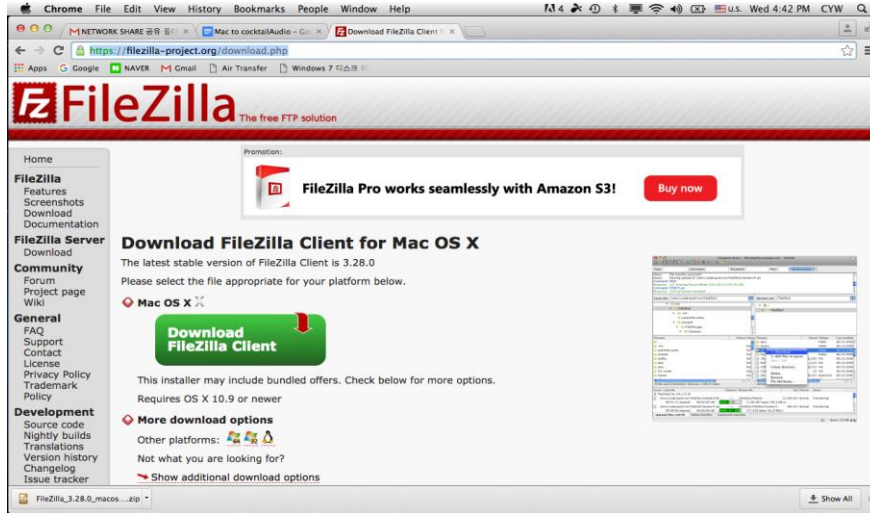 Chrome File Edit View History Bookmarks People Window Help
4 U.S. Wed 4:42 PM CYW
NETWORK SHARE 공유
Mac to cocktailAudio - Go
Download FileZilla Client f
https://filezilla-project.org/download.php
Apps Google NAVER Gmail Air Transfer Windows 7
FileZilla
The free FTP solution
Home
FileZilla
Features
Screenshots
Download
Documentation
FileZilla Server
Download
Community
Forum
Project page
Wiki
General
FAQ
Support
Contact
License
Privacy Policy
Trademark
Policy
Development
Source code
Nightly builds
Translations
Version history
Changelog
Issue tracker
Promotion:
FileZilla Pro works seamlessly with Amazon S3!
Buy now
Download FileZilla Client for Mac OS X
The latest stable version of FileZilla Client is 3.28.0
Please select the file appropriate for your platform below.
Mac OS X
Download
FileZilla Client
This installer may include bundled offers. Check below for more options.
Requires OS X 10.9 or newer
More download options
Other platforms:
Not what you are looking for?
Show additional download options
FileZilla_3.28.0_macos....zip
Show All